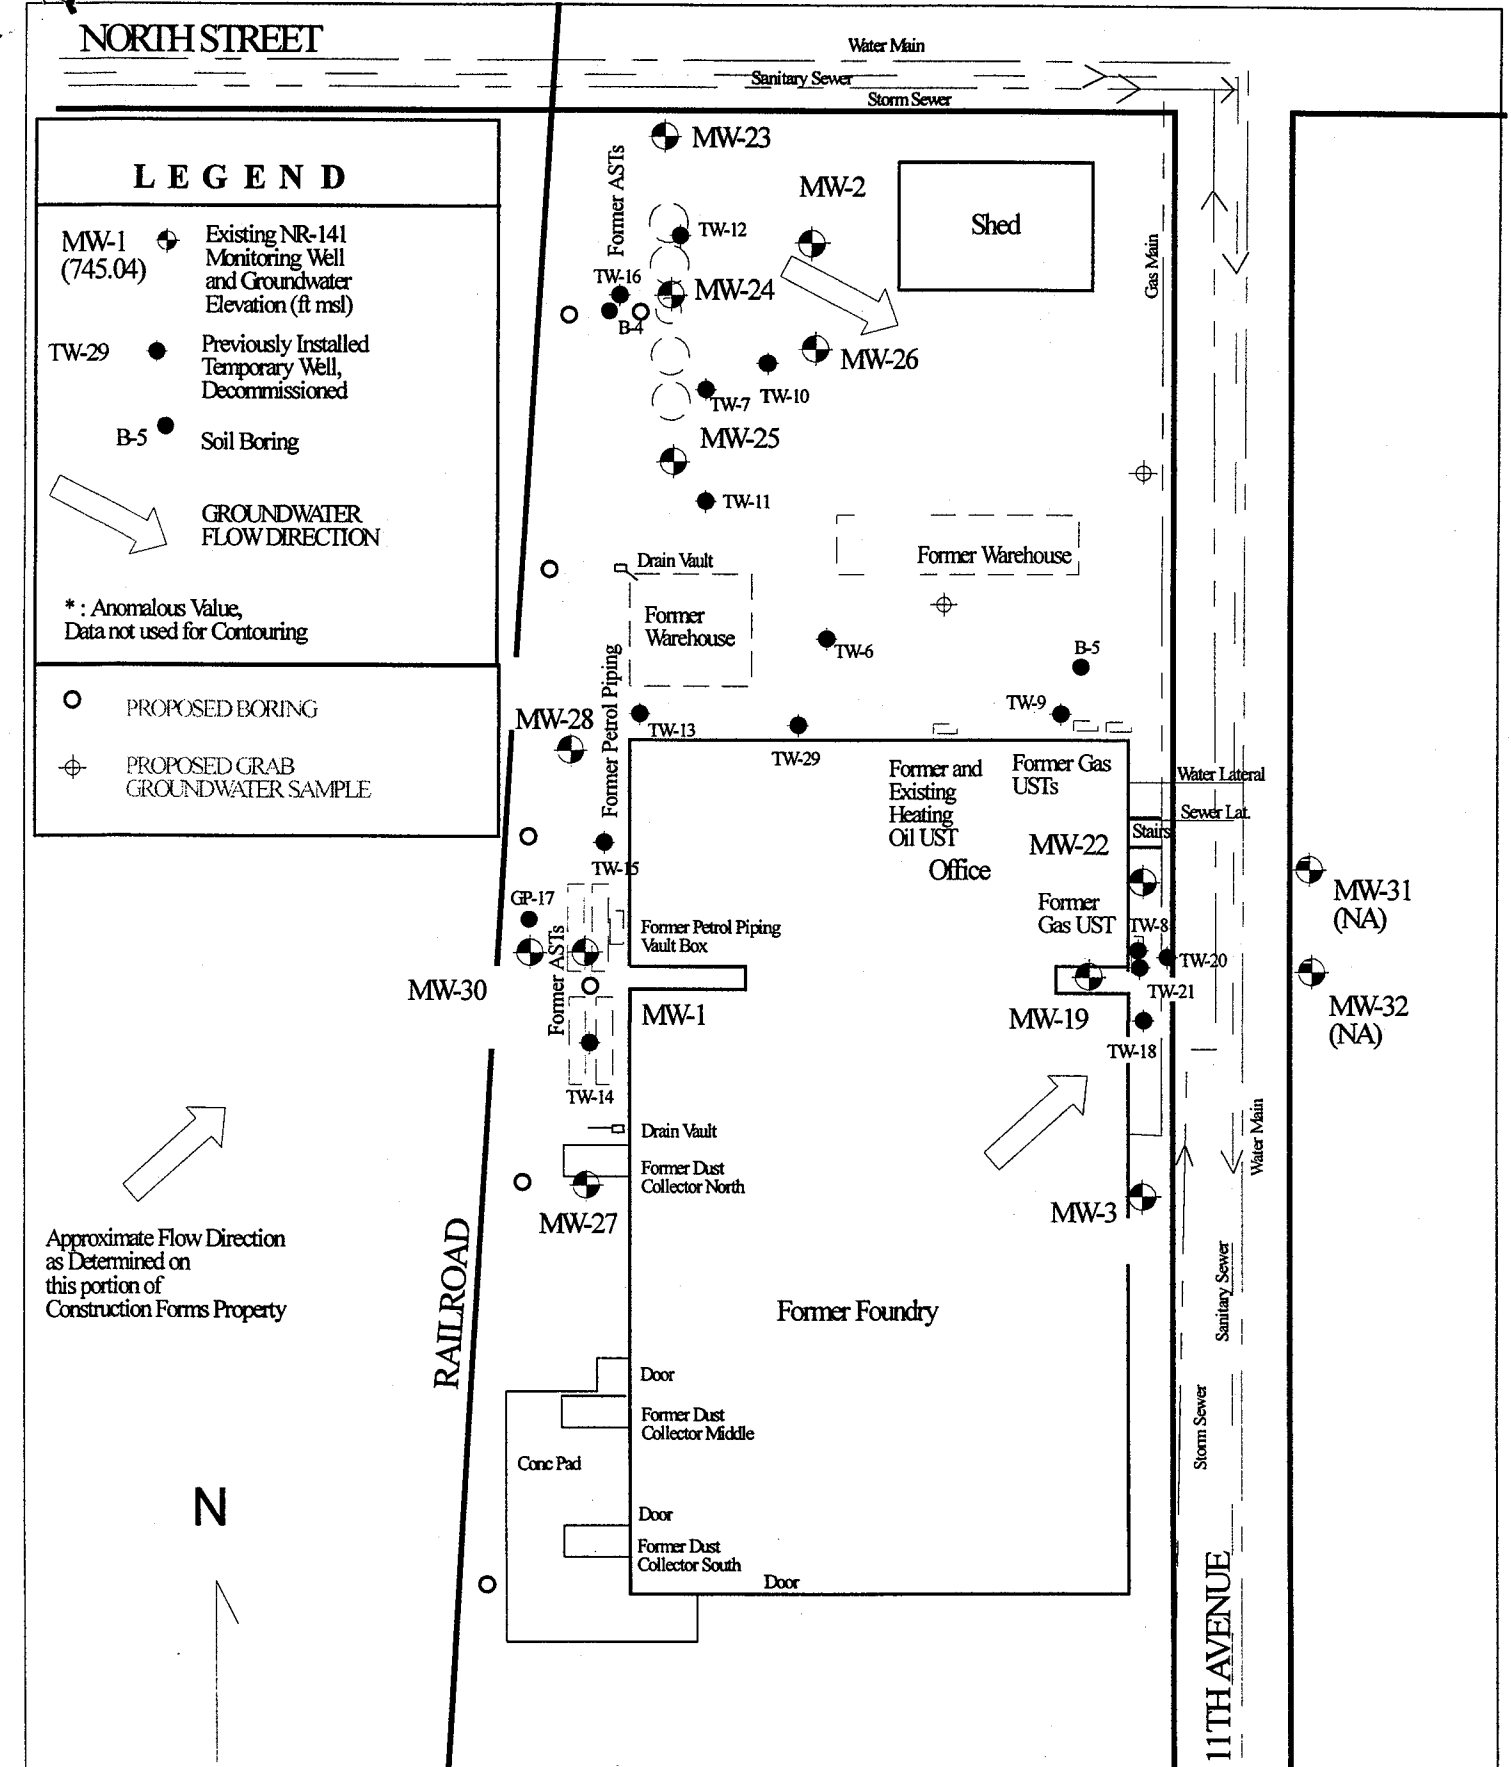 NORTH STREET
Water Main
Sanitary Sewer
Storm Sewer
LEGEND
MW-1
(745.04)
Existing NR-141
Monitoring Well
and Groundwater
Elevation (ft msl)
TW-29
Previously Installed
Temporary Well,
Decommissioned
B-5
Soil Boring
GROUNDWATER
FLOW DIRECTION
* : Anomalous Value,
Data not used for Contouring
PROPOSED BORING
PROPOSED GRAB
GROUNDWATER SAMPLE
MW-23
Former ASTs
MW-2
Shed
TW-12
TW-16
MW-24
B-4
Gas Main
MW-26
TW-10
TW-7
MW-25
TW-11
Drain Vault
Former Warehouse
Former
Warehouse
TW-6
B-5
TW-9
Former Petrol Piping
MW-28
TW-13
TW-29
Former and
Existing
Heating
Oil UST
Former Gas
USTs
Water Lateral
Sewer Lat.
Stairs
MW-22
Office
TW-15
GP-17
Former
Gas UST
TW-8
MW-31
(NA)
Former Petrol Piping
Vault Box
Former ASTs
TW-20
TW-21
MW-30
MW-1
MW-19
MW-32
(NA)
TW-18
TW-14
Drain Vault
Former Dust
Collector North
Water Main
MW-27
MW-3
Approximate Flow Direction
as Determined on
this portion of
Construction Forms Property
RAILROAD
Former Foundry
Sanitary Sewer
Door
Former Dust
Collector Middle
Storm Sewer
Conc Pad
N
Door
Former Dust
Collector South
Door
11TH AVENUE